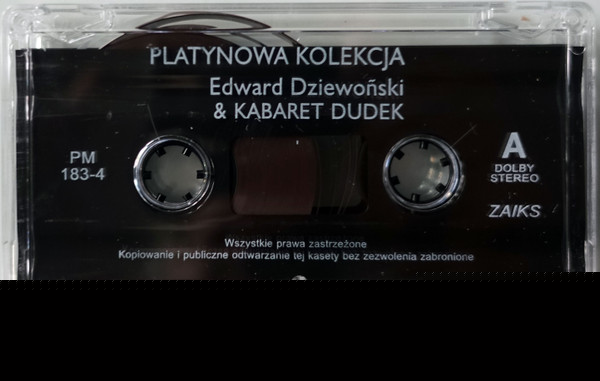 PLATYNOWA KOLEKCJA
Edward Dziewoński
& KABARET DUDEK
PM
183-4
A
DOLBY
STEREO
ZAIKS
Wszystkie prawa zastrzeżone
Kopiowanie i publiczne odtwarzanie tej kasety bez zezwolenia zabronione